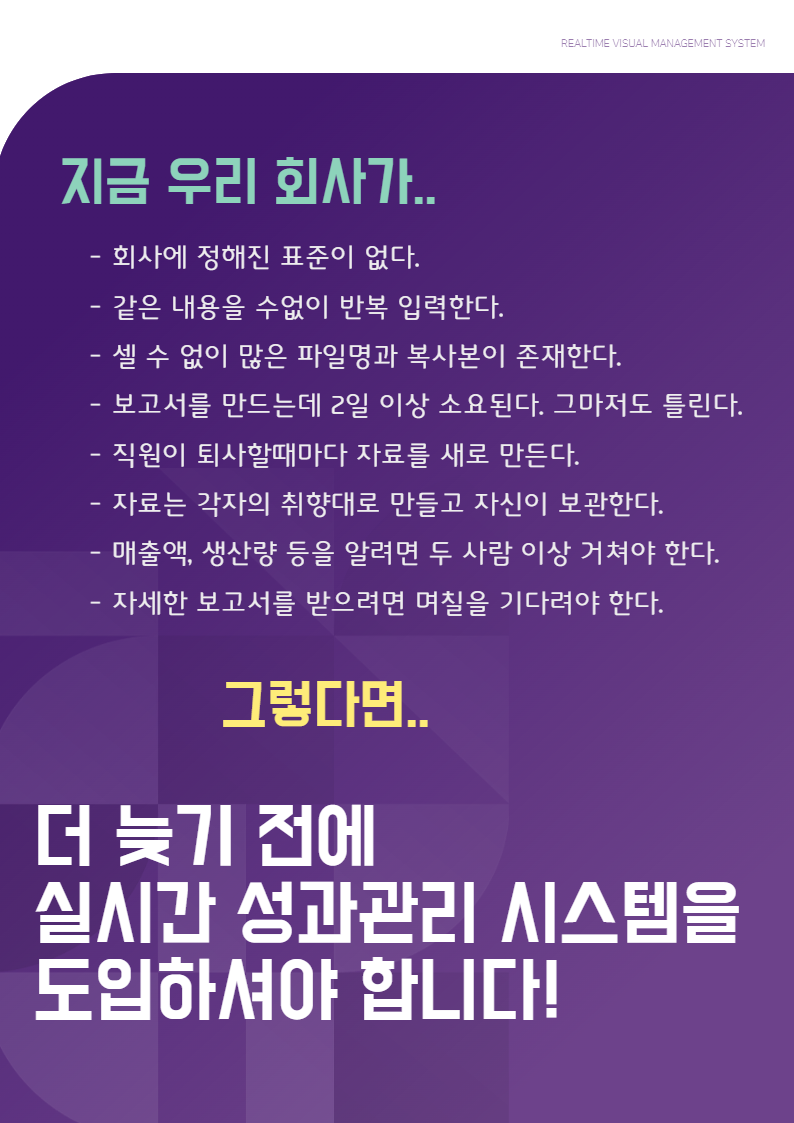 REALTIME VISUAL MANAGEMENT SYSTEM
지금 우리 회사가..
- 회사에 정해진 표준이 없다.
- 같은 내용을 수없이 반복 입력한다.
- 셀 수 없이 많은 파일명과 복사본이 존재한다.
- 보고서를 만드는데 2일 이상 소요된다. 그마저도 틀린다.
- 직원이 퇴사할때마다 자료를 새로 만든다.
- 자료는 각자의 취향대로 만들고 자신이 보관한다.
- 매출액, 생산량 등을 알려면 두 사람 이상 거쳐야 한다.
- 자세한 보고서를 받으려면 며칠을 기다려야 한다.
그렇다면..
더 늦기 전에
실시간 성과관리 시스템을
도입하셔야 합니다!